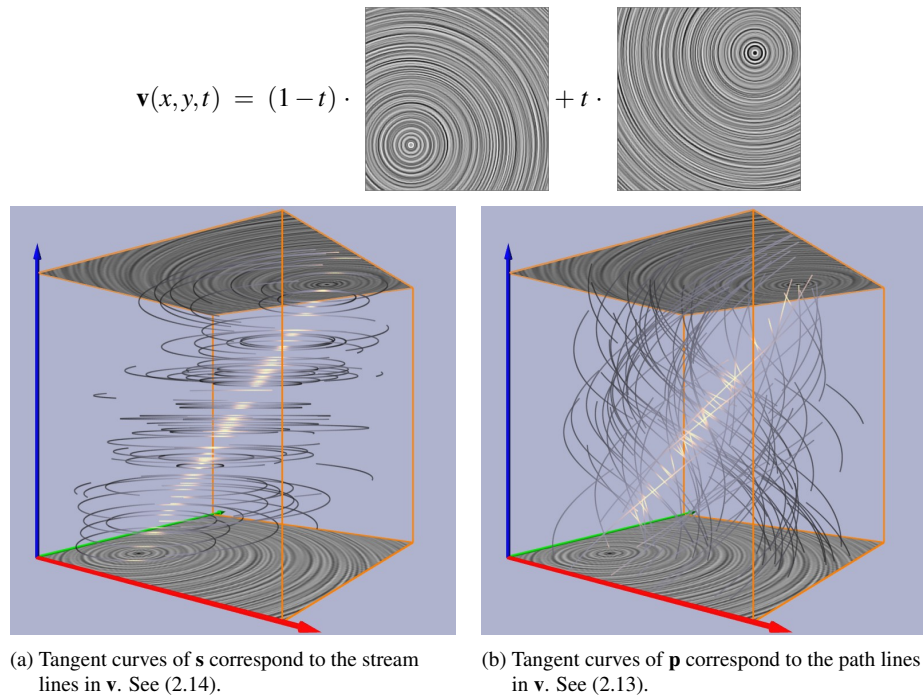 v(x,y,t) = (1−t) · + t ·
(a) Tangent curves of s correspond to the stream
lines in v. See (2.14).
(b) Tangent curves of p correspond to the path lines
in v. See (2.13).